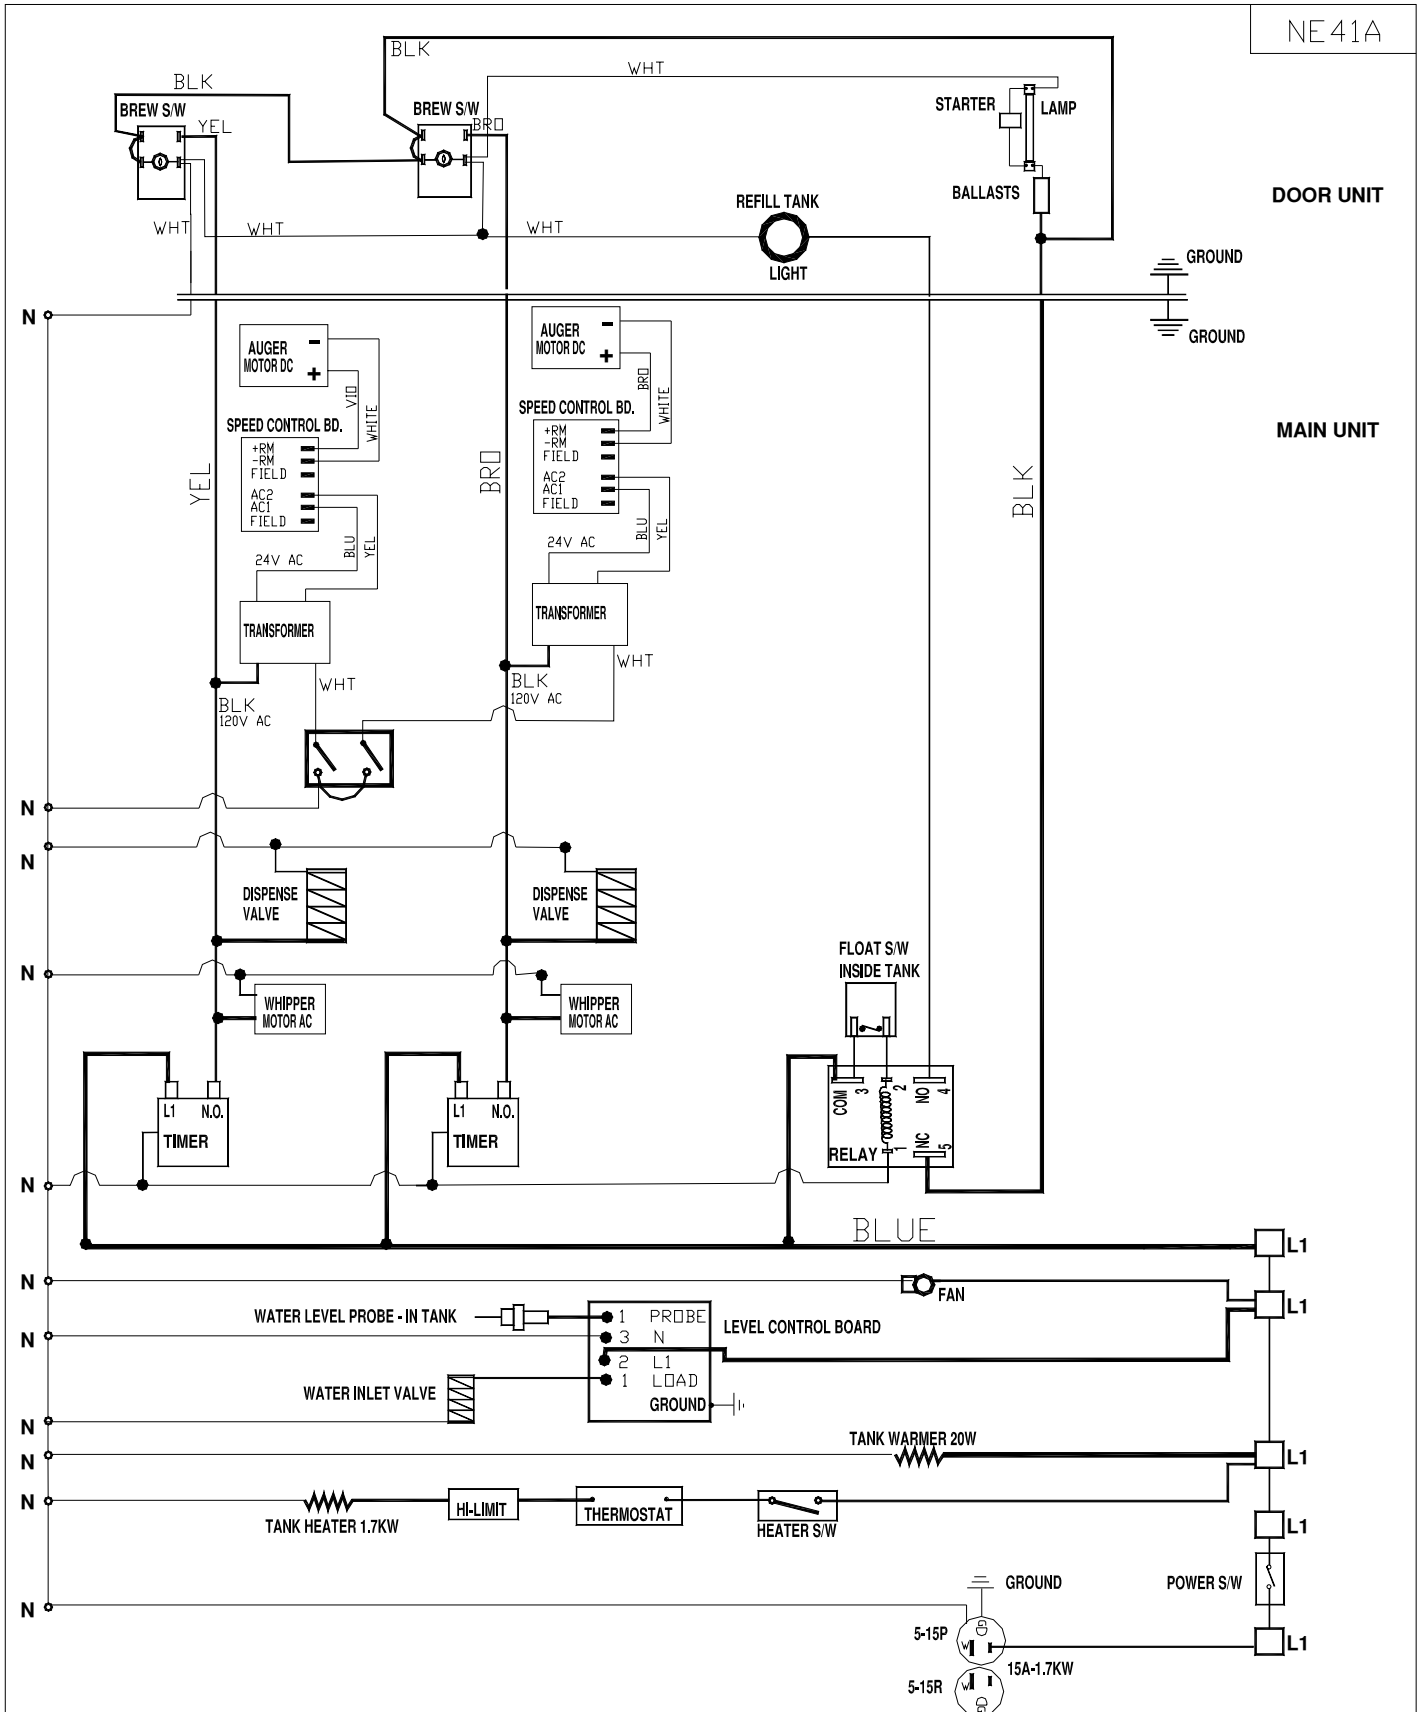 NE41A
BLK
WHT
BLK
BREW S/W
BREW S/W
YEL
BRO
STARTER
LAMP
BALLASTS
DOOR UNIT
REFILL TANK
WHT
WHT
WHT
LIGHT
GROUND
N
GROUND
AUGER
MOTOR DC
-
+
AUGER
MOTOR DC
-
+
VIO
WHITE
BRO
WHITE
SPEED CONTROL BD.
SPEED CONTROL BD.
MAIN UNIT
+RM
-RM
FIELD
AC2
AC1
FIELD
+RM
-RM
FIELD
AC2
AC1
FIELD
YEL
BRO
BLK
BLU
YEL
BLU
YEL
24V AC
24V AC
TRANSFORMER
TRANSFORMER
WHT
WHT
BLK
120V AC
BLK
120V AC
N
N
DISPENSE
VALVE
DISPENSE
VALVE
FLOAT S/W
INSIDE TANK
N
WHIPPER
MOTOR AC
WHIPPER
MOTOR AC
L1
N.O.
TIMER
L1
N.O.
TIMER
COM
3
2
NO
4
RELAY
1
NC
5
N
BLUE
L1
N
FAN
L1
WATER LEVEL PROBE - IN TANK
1 PROBE
3 N
2 L1
1 LOAD
GROUND
LEVEL CONTROL BOARD
N
WATER INLET VALVE
N
TANK WARMER 20W
N
L1
N
TANK HEATER 1.7KW
HI-LIMIT
THERMOSTAT
HEATER S/W
L1
GROUND
POWER S/W
N
5-15P
GD
W
L1
15A-1.7KW
5-15R
W
GD